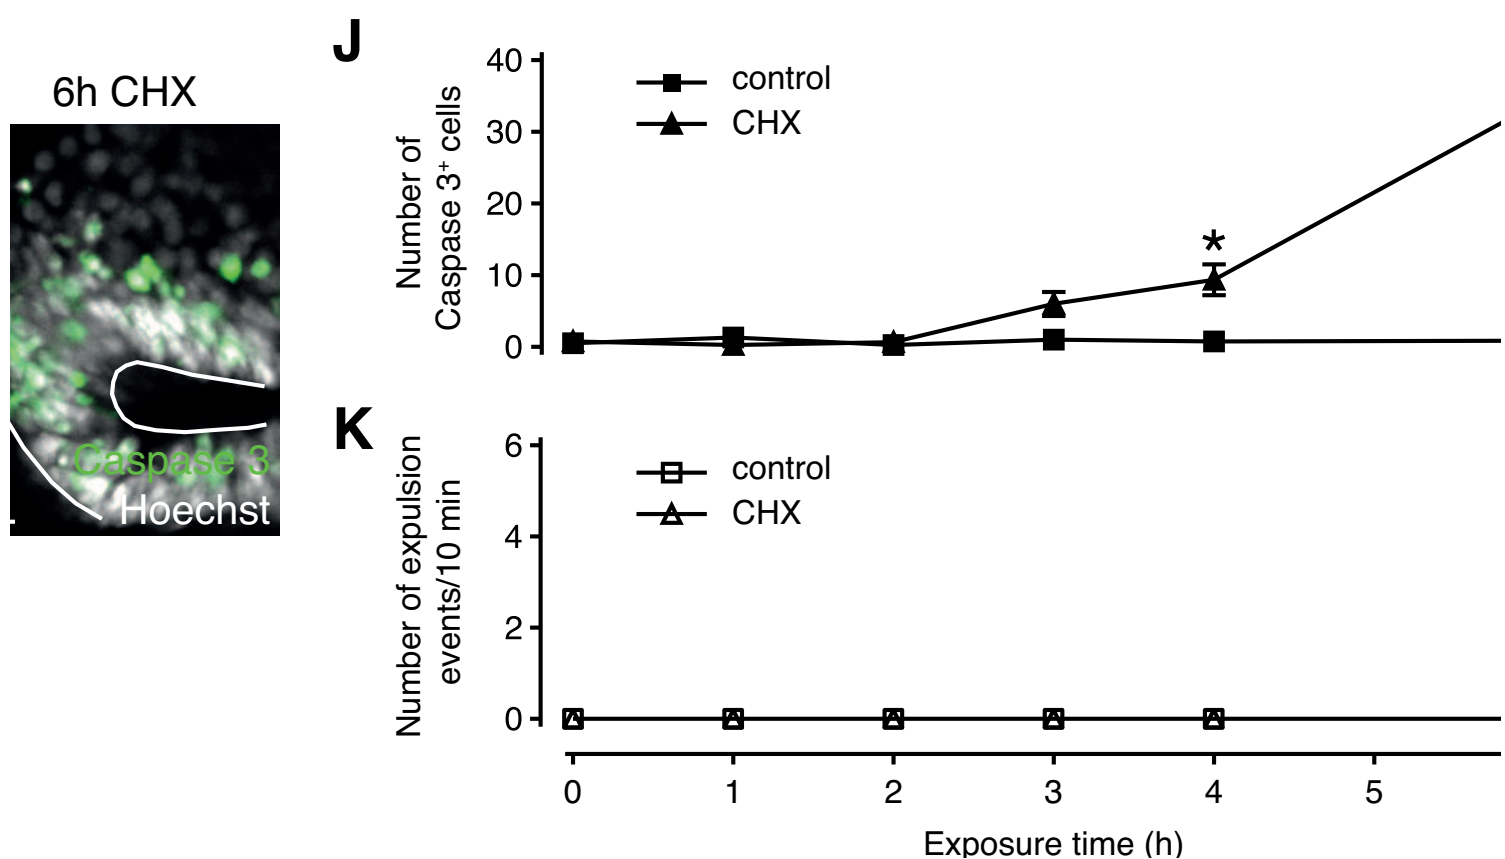 6h CHX
Caspase 3
Hoechst
J
40
30
20
10
0
Number of
Caspase 3⁺ cells
control
CHX
*
K
6
4
2
0
Number of expulsion
events/10 min
control
CHX
0 1 2 3 4 5
Exposure time (h)